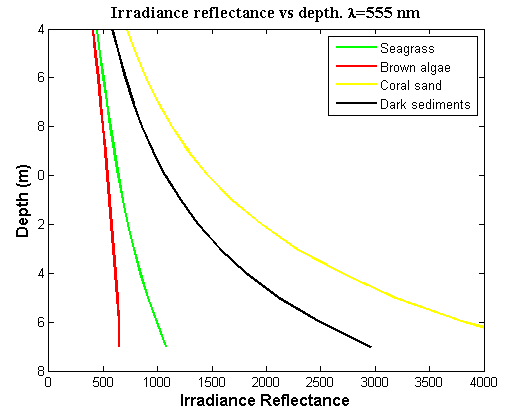 Irradiance reflectance vs depth. λ=555 nm
4
6
8
0
2
4
6
8
Depth (m)
Seagrass
Brown algae
Coral sand
Dark sediments
0 500 1000 1500 2000 2500 3000 3500 4000
Irradiance Reflectance